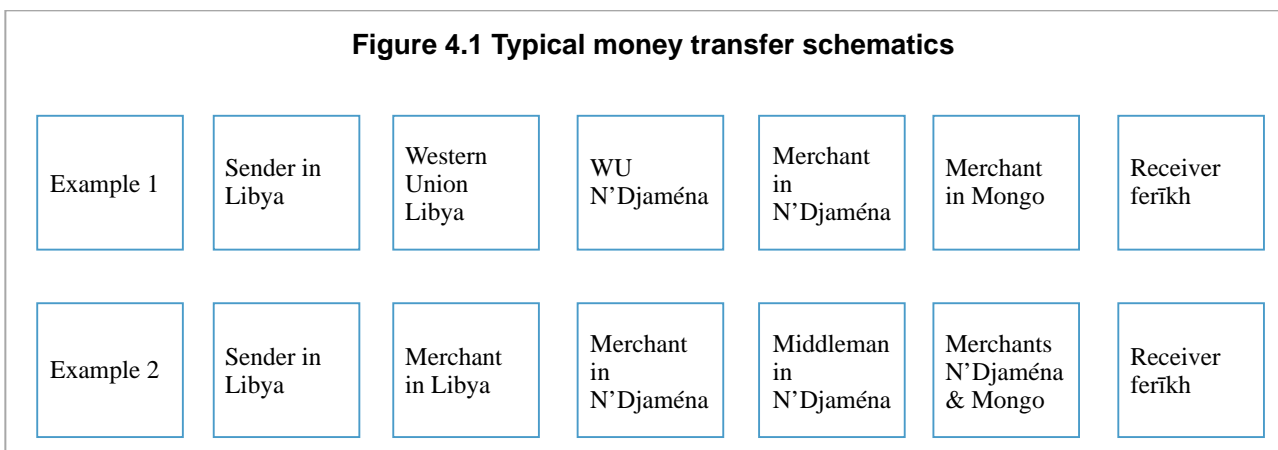 Figure 4.1 Typical money transfer schematics
Example 1
Sender in
Libya
Western
Union
Libya
WU
N’Djaména
Merchant
in
N’Djaména
Merchant
in Mongo
Receiver
ferīkh
Example 2
Sender in
Libya
Merchant
in Libya
Merchant
in
N’Djaména
Middleman
in
N’Djaména
Merchants
N’Djaména
& Mongo
Receiver
ferīkh